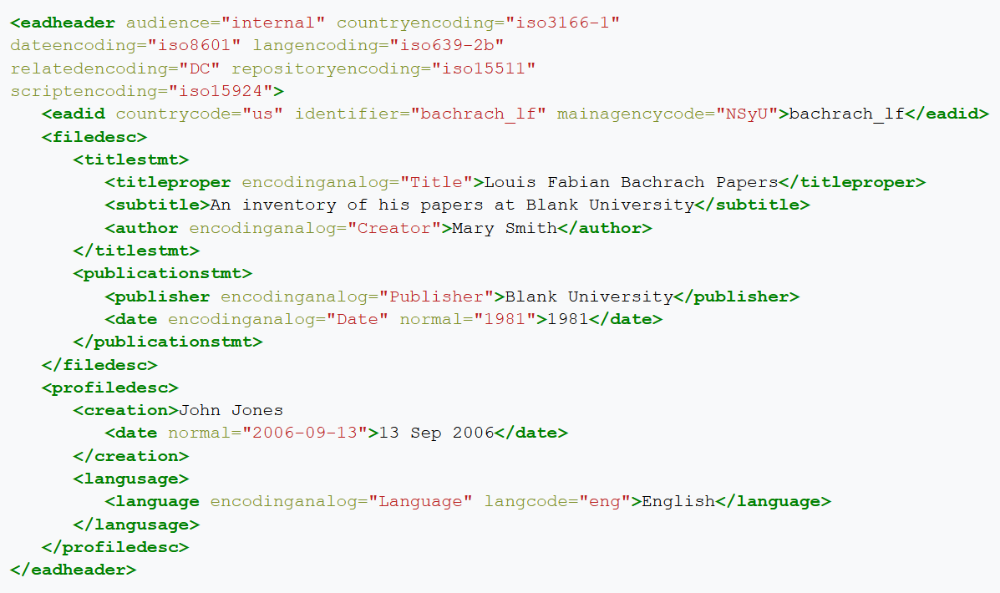 <eadheader audience="internal" countryencoding="iso3166-1"
dateencoding="iso8601" langencoding="iso639-2b"
relatedencoding="DC" repositoryencoding="iso15511"
scriptencoding="iso15924">
   <eadid countrycode="us" identifier="bachrach_lf" mainagencycode="NSyU">bachrach_lf</eadid>
   <filedesc>
      <titlestmt>
         <titleproper encodinganalog="Title">Louis Fabian Bachrach Papers</titleproper>
         <subtitle>An inventory of his papers at Blank University</subtitle>
         <author encodinganalog="Creator">Mary Smith</author>
      </titlestmt>
      <publicationstmt>
         <publisher encodinganalog="Publisher">Blank University</publisher>
         <date encodinganalog="Date" normal="1981">1981</date>
      </publicationstmt>
   </filedesc>
   <profiledesc>
      <creation>John Jones
         <date normal="2006-09-13">13 Sep 2006</date>
      </creation>
      <langusage>
         <language encodinganalog="Language" langcode="eng">English</language>
      </langusage>
   </profiledesc>
</eadheader>